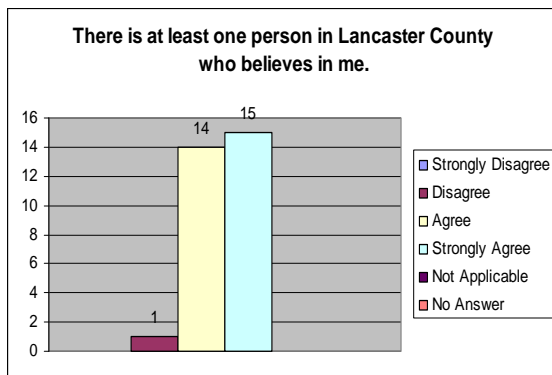 There is at least one person in Lancaster County
who believes in me.
16
14
12
10
8
6
4
2
0
1
14
15
Strongly Disagree
Disagree
Agree
Strongly Agree
Not Applicable
No Answer